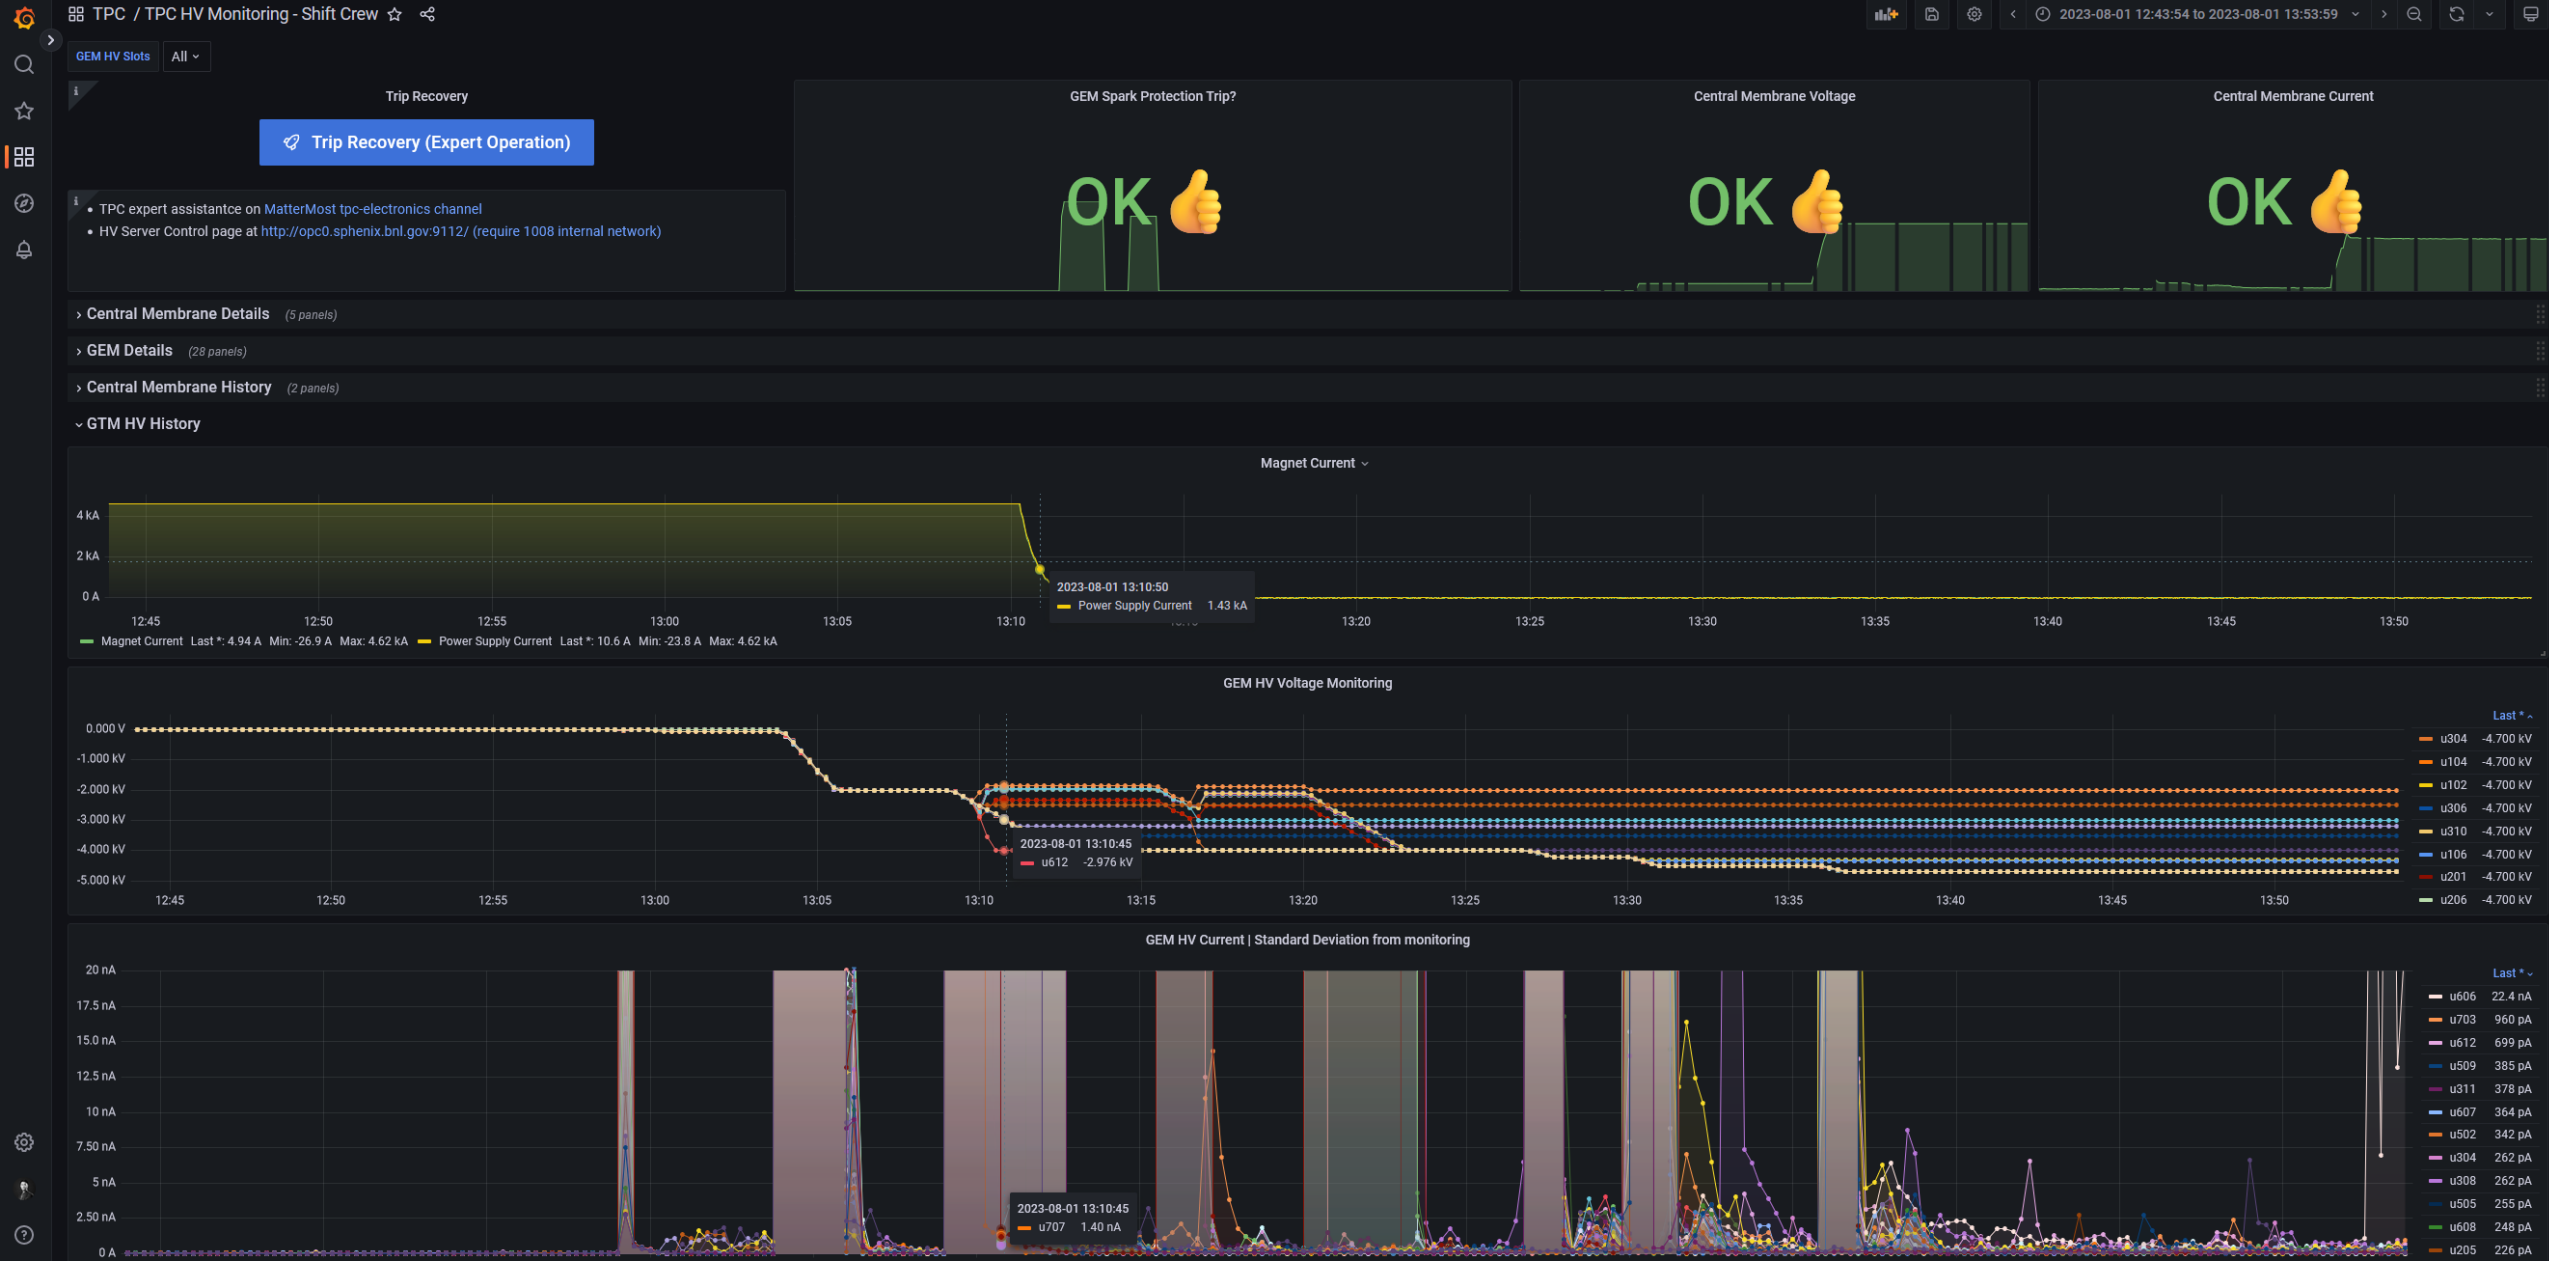 TPC / TPC HV Monitoring - Shift Crew
2023-08-01 12:43:54 to 2023-08-01 13:53:59
GEM HV Slots All
Trip Recovery
Trip Recovery (Expert Operation)
TPC expert assistantce on MatterMost tpc-electronics channel
HV Server Control page at http://opc0.sphenix.bnl.gov:9112/ (require 1008 internal network)
GEM Spark Protection Trip?
OK
Central Membrane Voltage
OK
Central Membrane Current
OK
Central Membrane Details (5 panels)
GEM Details (28 panels)
Central Membrane History (2 panels)
GTM HV History
Magnet Current
4 kA
2 kA
0 A
2023-08-01 13:10:50
Power Supply Current 1.43 kA
12:45 12:50 12:55 13:00 13:05 13:10 13:20 13:25 13:30 13:35 13:40 13:45 13:50
Magnet Current Last *: 4.94 A Min: -26.9 A Max: 4.62 kA Power Supply Current Last *: 10.6 A Min: -23.8 A Max: 4.62 kA
GEM HV Voltage Monitoring
0.000 V
-1.000 kV
-2.000 kV
-3.000 kV
-4.000 kV
-5.000 kV
2023-08-01 13:10:45
u612 -2.976 kV
12:45 12:50 12:55 13:00 13:05 13:10 13:15 13:20 13:25 13:30 13:35 13:40 13:45 13:50
Last *
u304 -4.700 kV
u104 -4.700 kV
u102 -4.700 kV
u306 -4.700 kV
u310 -4.700 kV
u106 -4.700 kV
u201 -4.700 kV
u206 -4.700 kV
GEM HV Current | Standard Deviation from monitoring
20 nA
17.5 nA
15.0 nA
12.5 nA
10 nA
7.50 nA
5 nA
2.50 nA
0 A
2023-08-01 13:10:45
u707 1.40 nA
Last *
u606 22.4 nA
u703 960 pA
u612 699 pA
u509 385 pA
u311 378 pA
u607 364 pA
u502 342 pA
u304 262 pA
u308 262 pA
u505 255 pA
u608 248 pA
u205 226 pA